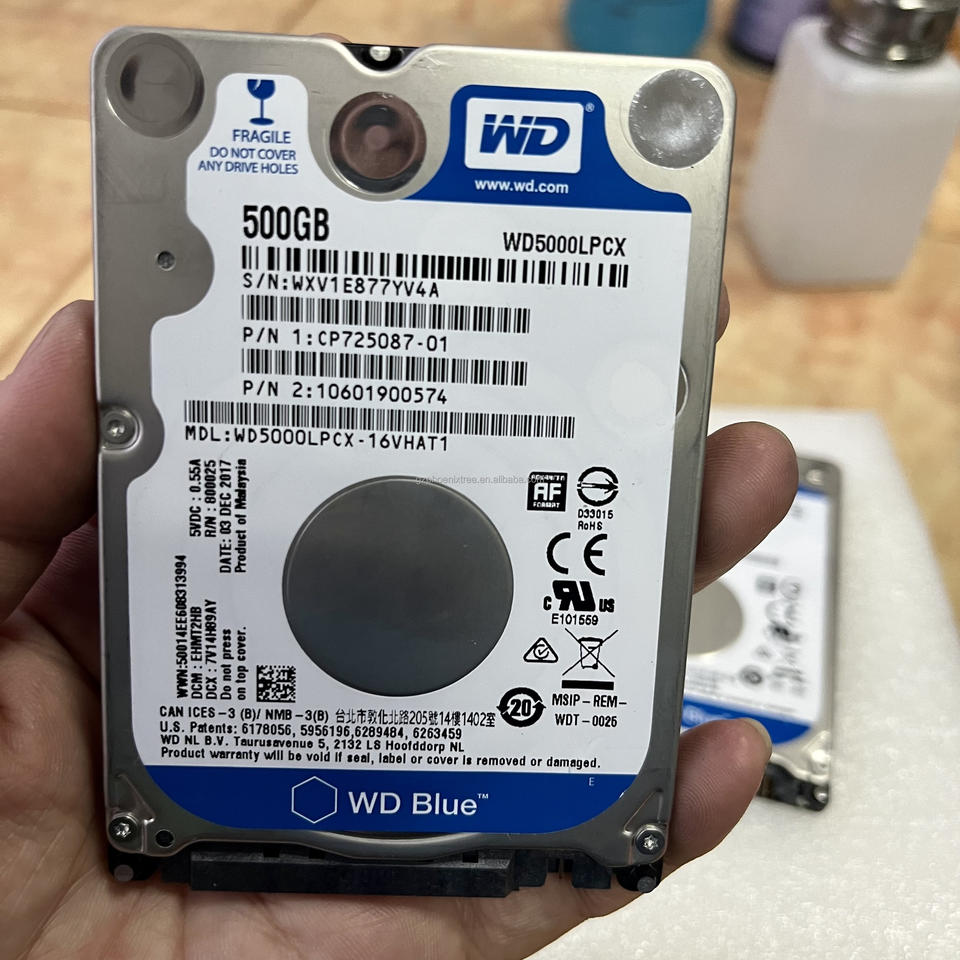 FRAGILE
DO NOT COVER
ANY DRIVE HOLES
WD®
www.wd.com
500GB
WD5000LPCX
S/N:WXV1E877YV4A
P/N 1:CP725087-01
P/N 2:10601900574
MDL:WD5000LPCX-16VHAT1
5VDC : 0.55A
R/N : 800025
DATE: 03 DEC 2017
Product of Malaysia
WWN:50014EE608313994
DCM : EHMT2HB
DCX : 7V14H89AY
Do not press
on top cover.
ADVANCED
AF
FORMAT
D33015
RoHS
CE
c RU US
E101559
20
MSIP-REM-
WDT-0025
CAN ICES-3 (B)/ NMB-3(B) 台北市敦化北路205號14樓1402室
U.S. Patents: 6178056, 5956196,6289484, 6263459
WD NL B.V. Taurusavenue 5, 2132 LS Hoofddorp NL
Product warranty will be void if seal, label or cover is removed or damaged.
E
WD Blue™